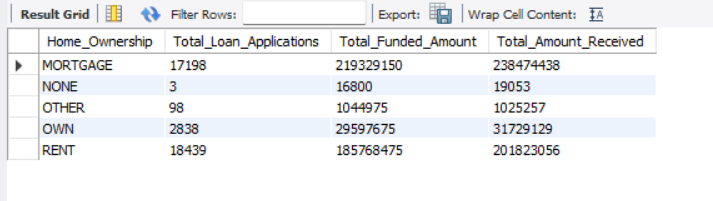 Result Grid Filter Rows: Export: Wrap Cell Content: IA
Home_Ownership Total_Loan_Applications Total_Funded_Amount Total_Amount_Received
MORTGAGE 17198 219329150 238474438
NONE 3 16800 19053
OTHER 98 1044975 1025257
OWN 2838 29597675 31729129
RENT 18439 185768475 201823056